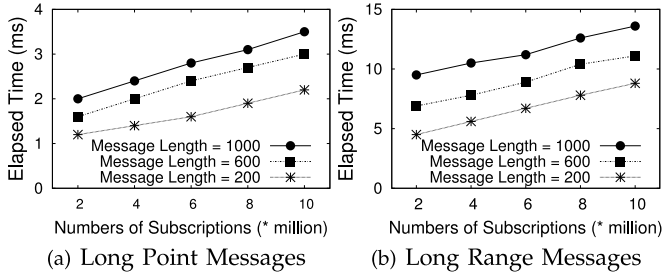 4
3
2
1
0
Elapsed Time (ms)
Message Length = 1000
Message Length = 600
Message Length = 200
2 4 6 8 10
Numbers of Subscriptions (* million)
(a) Long Point Messages
15
10
5
0
Elapsed Time (ms)
Message Length = 1000
Message Length = 600
Message Length = 200
2 4 6 8 10
Numbers of Subscriptions (* million)
(b) Long Range Messages